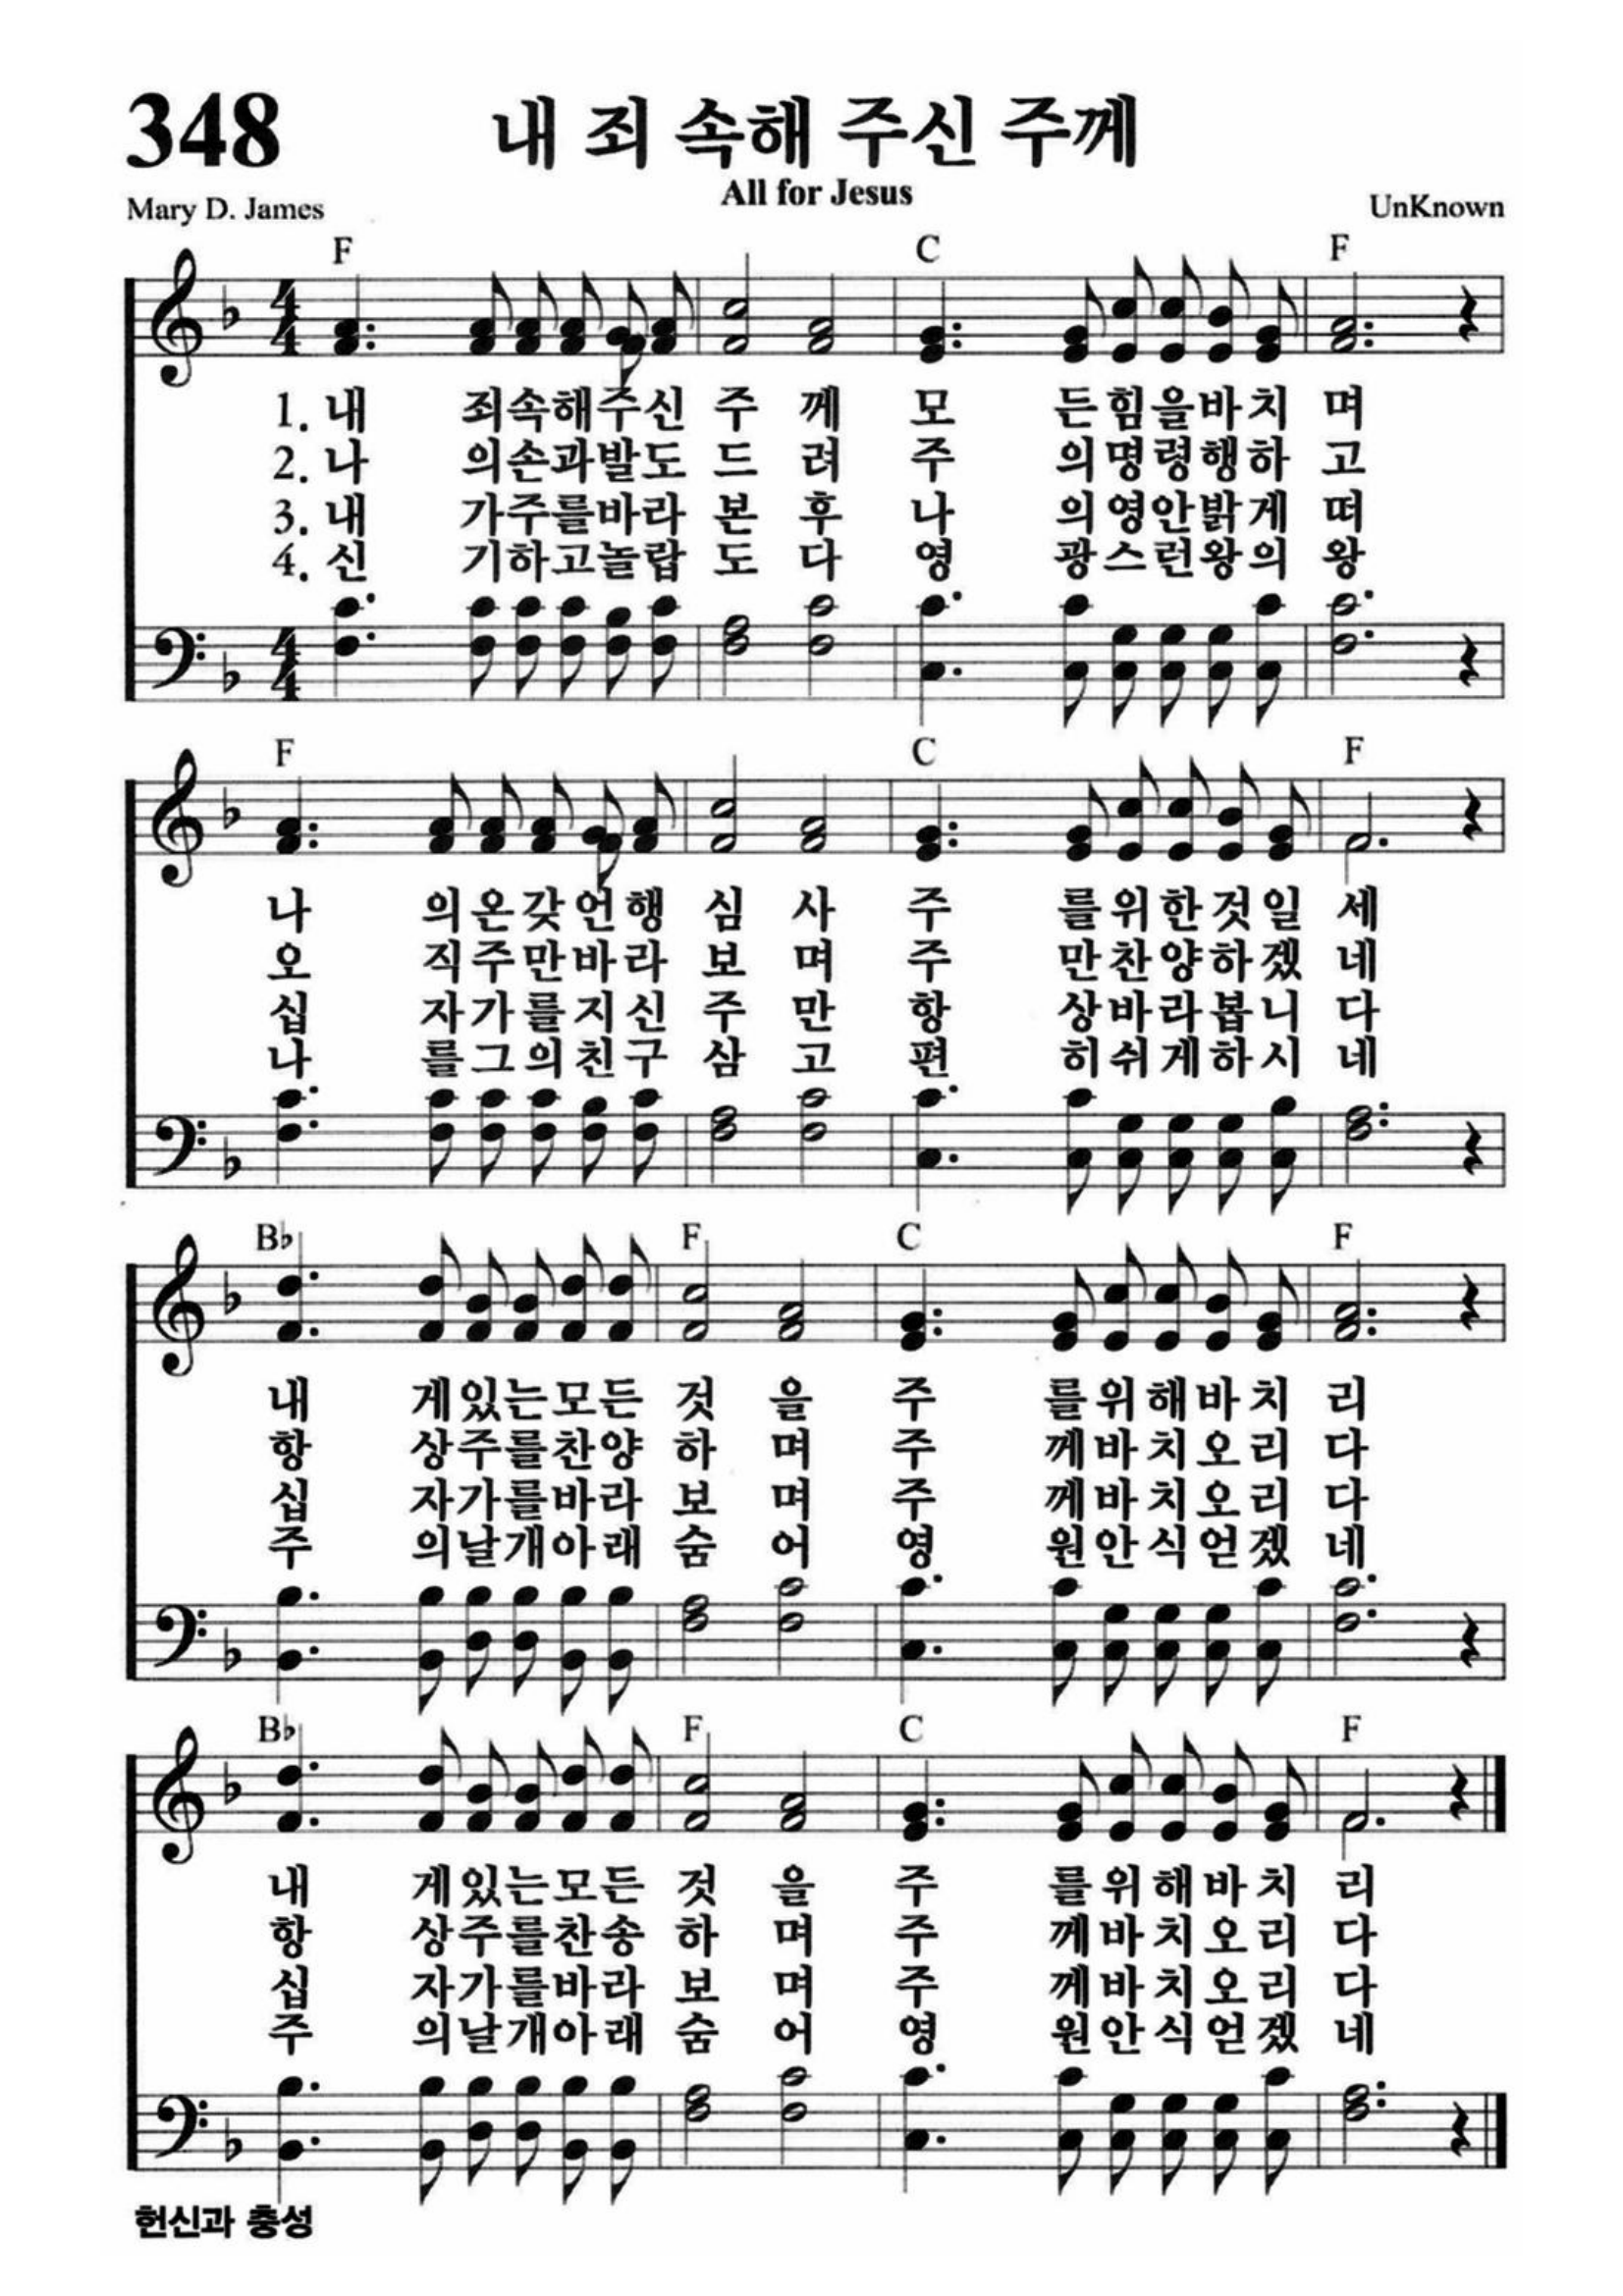 348 내 죄 속해 주신 주께
All for Jesus
Mary D. James UnKnown
F C F
4/4
1. 내 죄속해주신 주 께 모 든힘을바치 며
2. 나 의손과발도 드 려 주 의명령행하 고
3. 내 가주를바라 본 후 나 의영안밝게 떠
4. 신 기하고놀랍 도 다 영 광스런왕의 왕
4/4
F C F
나 의온갖언행 심 사 주 를위한것일 세
오 직주만바라 보 며 주 만찬양하겠 네
십 자가를지신 주 만 항 상바라봅니 다
나 를그의친구 삼 고 편 히쉬게하시 네
B♭ F C F
내 게있는모든 것 을 주 를위해바치 리
항 상주를찬양 하 며 주 께바치오리 다
십 자가를바라 보 며 주 께바치오리 다
주 의날개아래 숨 어 영 원안식얻겠 네
B♭ F C F
내 게있는모든 것 을 주 를위해바치 리
항 상주를찬송 하 며 주 께바치오리 다
십 자가를바라 보 며 주 께바치오리 다
주 의날개아래 숨 어 영 원안식얻겠 네
헌신과 충성